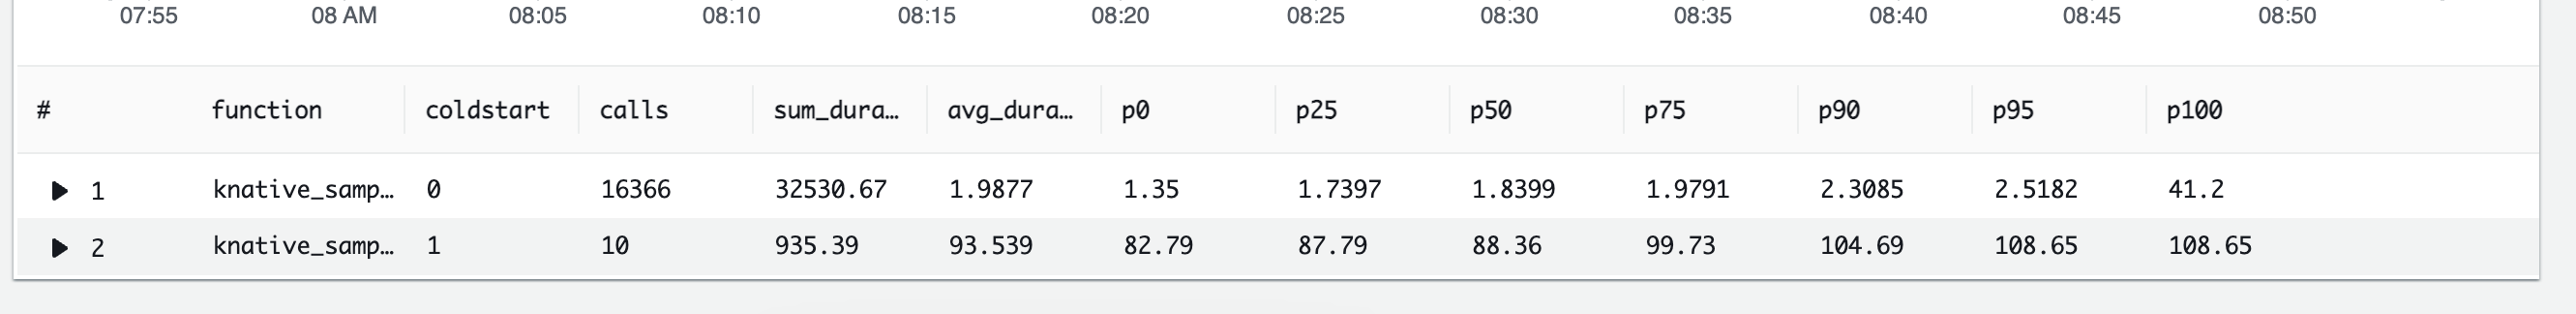 07:55 08 AM 08:05 08:10 08:15 08:20 08:25 08:30 08:35 08:40 08:45 08:50
# function coldstart calls sum_dura… avg_dura… p0 p25 p50 p75 p90 p95 p100
1 knative_samp… 0 16366 32530.67 1.9877 1.35 1.7397 1.8399 1.9791 2.3085 2.5182 41.2
2 knative_samp… 1 10 935.39 93.539 82.79 87.79 88.36 99.73 104.69 108.65 108.65